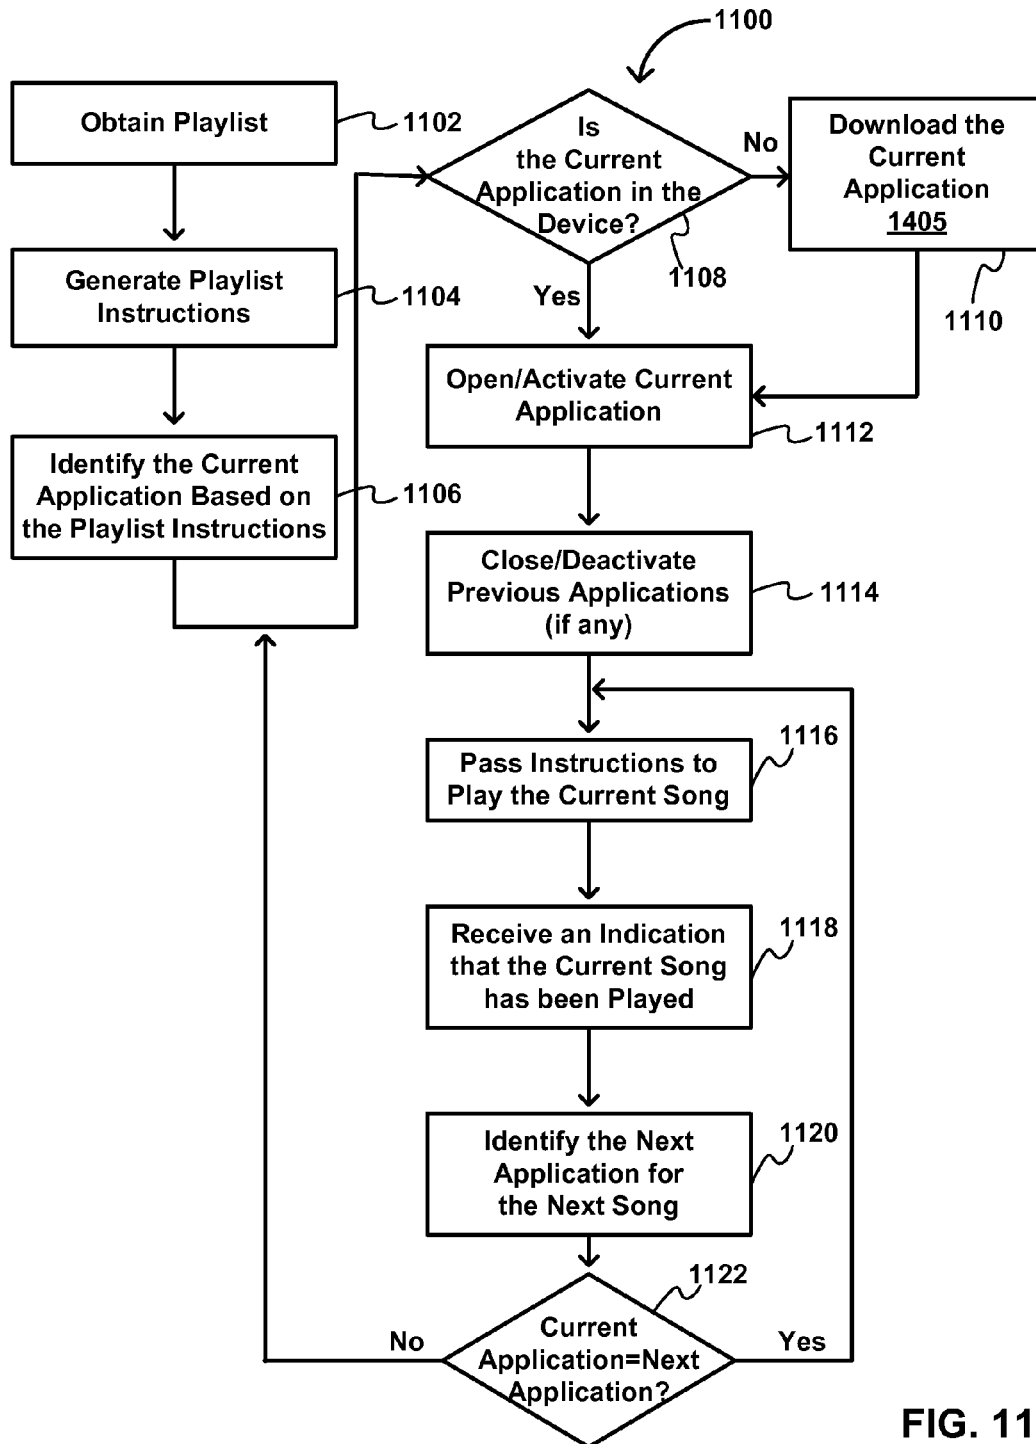 1100
Obtain Playlist
1102
Generate Playlist
Instructions
1104
Identify the Current
Application Based on
the Playlist Instructions
1106
Is
the Current
Application in the
Device?
1108
No
Yes
Download the
Current
Application
1405
1110
Open/Activate Current
Application
1112
Close/Deactivate
Previous Applications
(if any)
1114
Pass Instructions to
Play the Current Song
1116
Receive an Indication
that the Current Song
has been Played
1118
Identify the Next
Application for
the Next Song
1120
Current
Application=Next
Application?
1122
No
Yes
FIG. 11